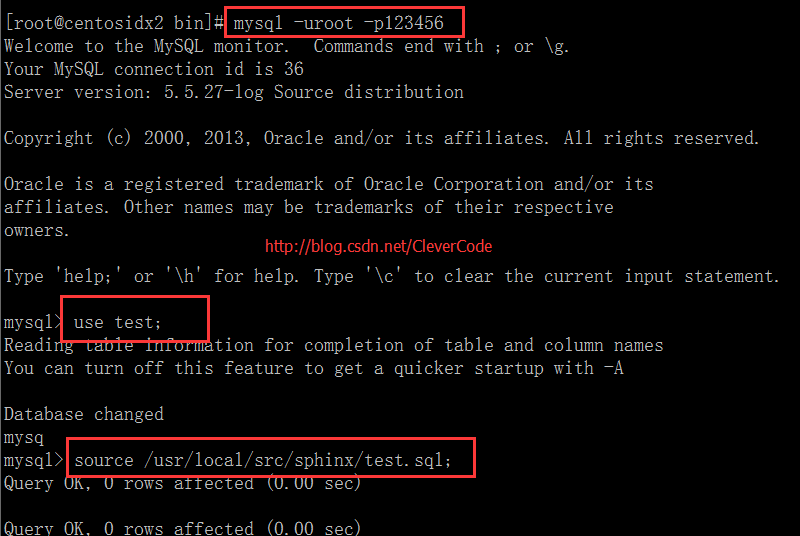 [root@centosidx2 bin]# mysql -uroot -p123456
Welcome to the MySQL monitor.  Commands end with ; or \g.
Your MySQL connection id is 36
Server version: 5.5.27-log Source distribution
Copyright (c) 2000, 2013, Oracle and/or its affiliates. All rights reserved.
Oracle is a registered trademark of Oracle Corporation and/or its
affiliates. Other names may be trademarks of their respective
owners.
http://blog.csdn.net/CleverCode
Type 'help;' or '\h' for help. Type '\c' to clear the current input statement.
mysql> use test;
Reading table information for completion of table and column names
You can turn off this feature to get a quicker startup with -A
Database changed
mysq
mysql> source /usr/local/src/sphinx/test.sql;
Query OK, 0 rows affected (0.00 sec)
Query OK, 0 rows affected (0.00 sec)